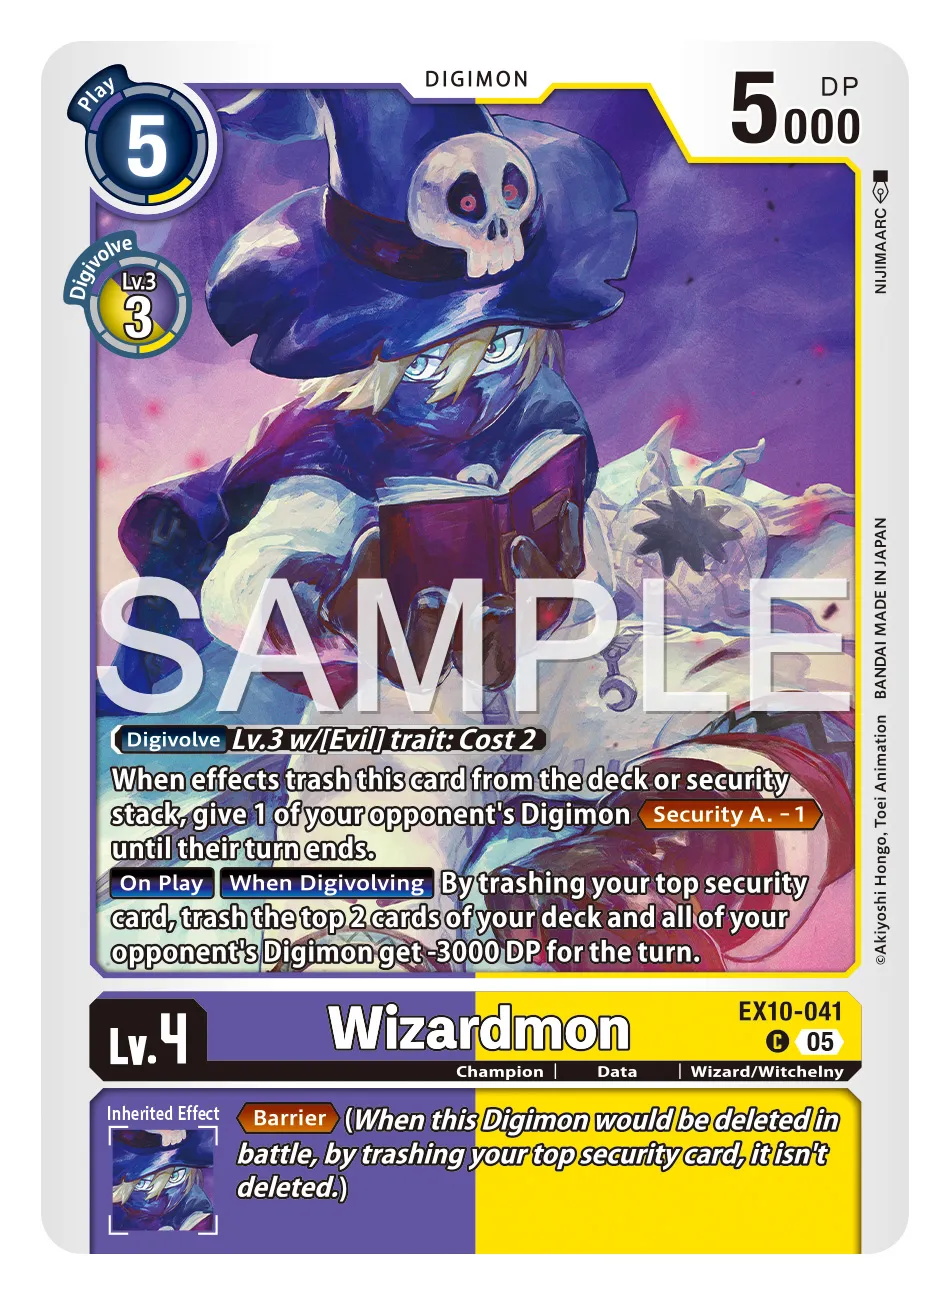 DIGIMON
Play
5
DP
5000
Digivolve
Lv.3
3
NIJIMAARC
SAMPLE
BANDAI MADE IN JAPAN
©Akiyoshi Hongo, Toei Animation
Digivolve Lv.3 w/[Evil] trait: Cost 2
When effects trash this card from the deck or security
stack, give 1 of your opponent's Digimon Security A. -1
until their turn ends.
On Play When Digivolving By trashing your top security
card, trash the top 2 cards of your deck and all of your
opponent's Digimon get -3000 DP for the turn.
Lv.4
Wizardmon
EX10-041
C 05
Champion | Data | Wizard/Witchelny
Inherited Effect
Barrier (When this Digimon would be deleted in
battle, by trashing your top security card, it isn't
deleted.)